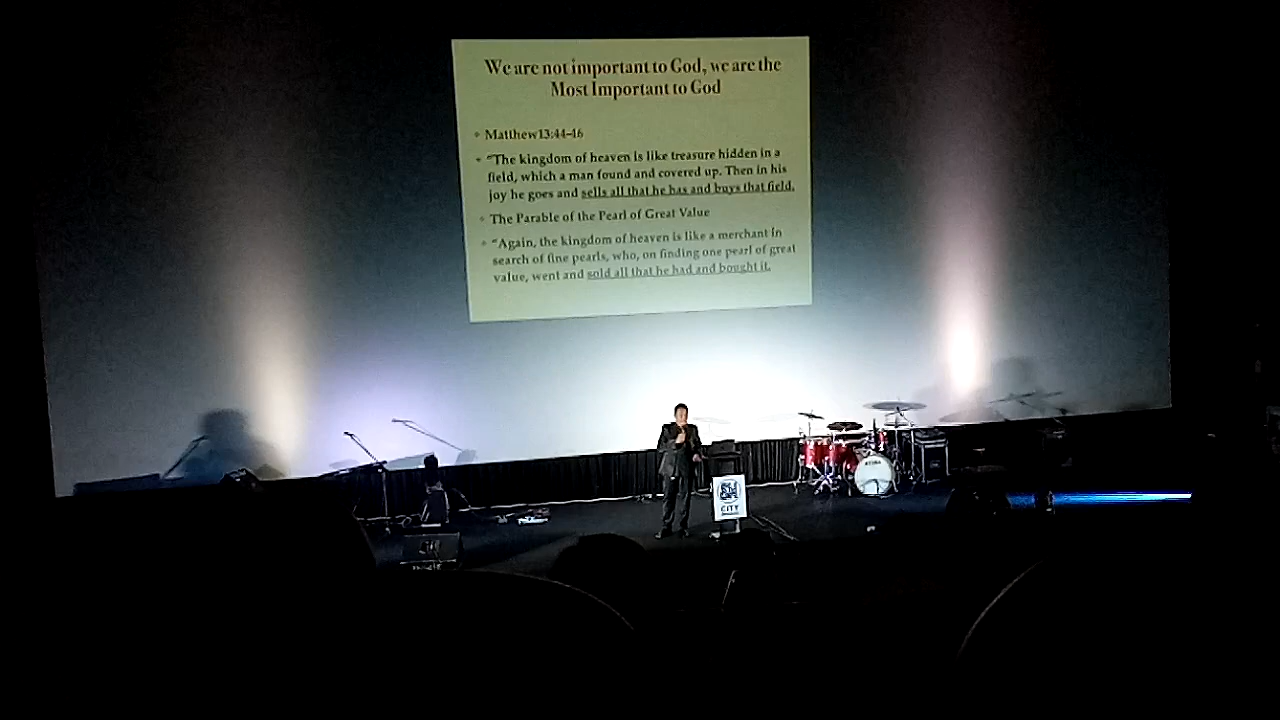 We are not important to God, we are the
Most Important to God
Matthew13:44-46
"The kingdom of heaven is like treasure hidden in a
field, which a man found and covered up. Then in his
joy he goes and sells all that he has and buys that field.
The Parable of the Pearl of Great Value
"Again, the kingdom of heaven is like a merchant in
search of fine pearls, who, on finding one pearl of great
value, went and sold all that he had and bought it.
TAMA
CITY